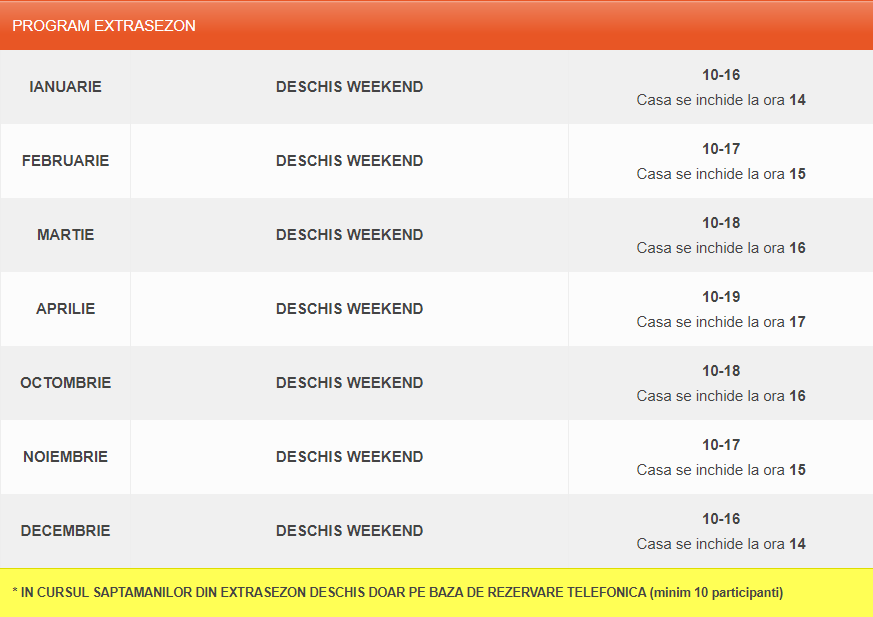 PROGRAM EXTRASEZON
IANUARIE
DESCHIS WEEKEND
10-16
Casa se inchide la ora 14
FEBRUARIE
DESCHIS WEEKEND
10-17
Casa se inchide la ora 15
MARTIE
DESCHIS WEEKEND
10-18
Casa se inchide la ora 16
APRILIE
DESCHIS WEEKEND
10-19
Casa se inchide la ora 17
OCTOMBRIE
DESCHIS WEEKEND
10-18
Casa se inchide la ora 16
NOIEMBRIE
DESCHIS WEEKEND
10-17
Casa se inchide la ora 15
DECEMBRIE
DESCHIS WEEKEND
10-16
Casa se inchide la ora 14
* IN CURSUL SAPTAMANILOR DIN EXTRASEZON DESCHIS DOAR PE BAZA DE REZERVARE TELEFONICA (minim 10 participanti)